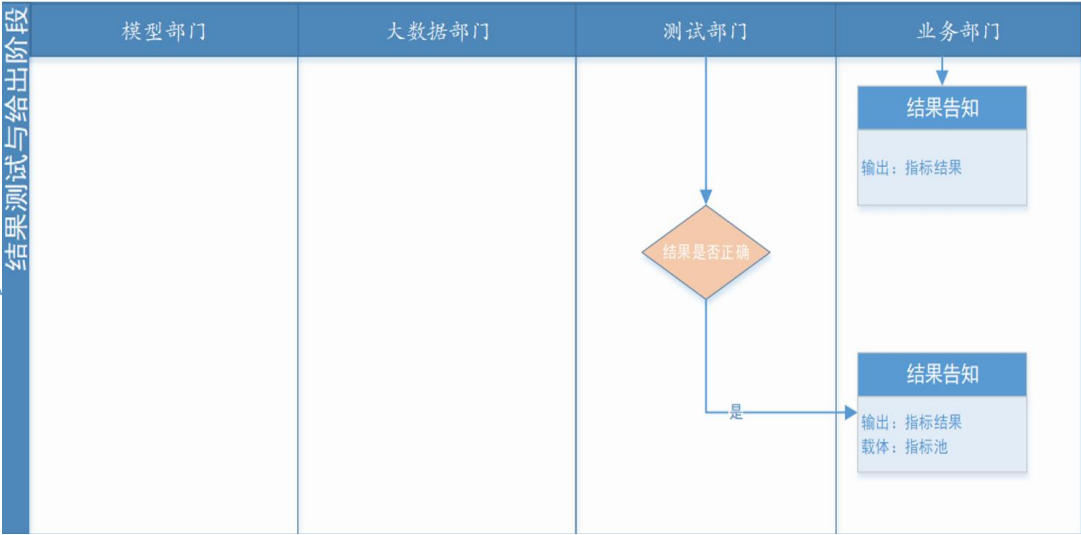 结果测试与给出阶段
模型部门
大数据部门
测试部门
业务部门
结果告知
输出：指标结果
结果是否正确
是
结果告知
输出：指标结果
载体：指标池